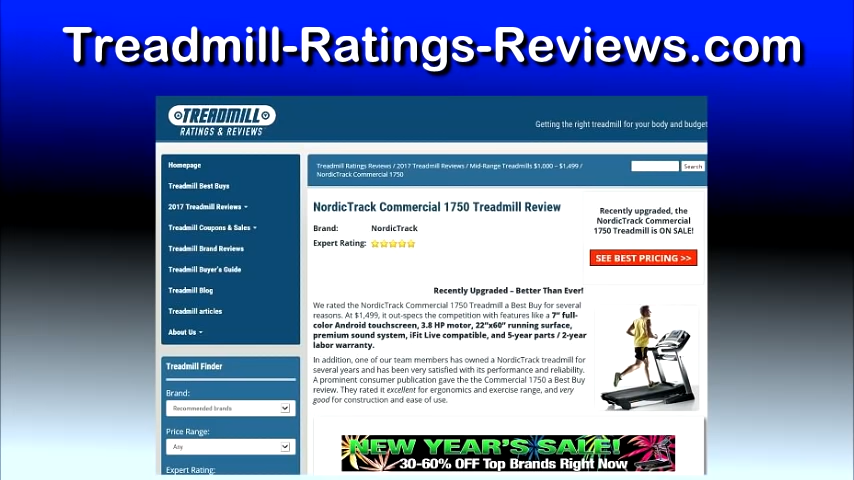 Treadmill-Ratings-Reviews.com
TREADMILL
RATINGS & REVIEWS
Getting the right treadmill for your body and budget
Homepage
Treadmill Best Buys
2017 Treadmill Reviews
Treadmill Coupons & Sales
Treadmill Brand Reviews
Treadmill Buyer's Guide
Treadmill Blog
Treadmill articles
About Us
Treadmill Finder
Brand:
Recommended brands
Price Range:
Any
Expert Rating:
Treadmill Ratings Reviews / 2017 Treadmill Reviews / Mid-Range Treadmills $1,000 – $1,499 /
NordicTrack Commercial 1750
Search
NordicTrack Commercial 1750 Treadmill Review
Brand: NordicTrack
Expert Rating:
Recently upgraded, the
NordicTrack Commercial
1750 Treadmill is ON SALE!
SEE BEST PRICING >>
Recently Upgraded – Better Than Ever!
We rated the NordicTrack Commercial 1750 Treadmill a Best Buy for several
reasons. At $1,499, it out-specs the competition with features like a 7" full-
color Android touchscreen, 3.8 HP motor, 22"x60" running surface,
premium sound system, iFit Live compatible, and 5-year parts / 2-year
labor warranty.
In addition, one of our team members has owned a NordicTrack treadmill for
several years and has been very satisfied with its performance and reliability.
A prominent consumer publication gave the the Commercial 1750 a Best Buy
review. They rated it excellent for ergonomics and exercise range, and very
good for construction and ease of use.
NEW YEAR'S SALE!
30-60% OFF Top Brands Right Now